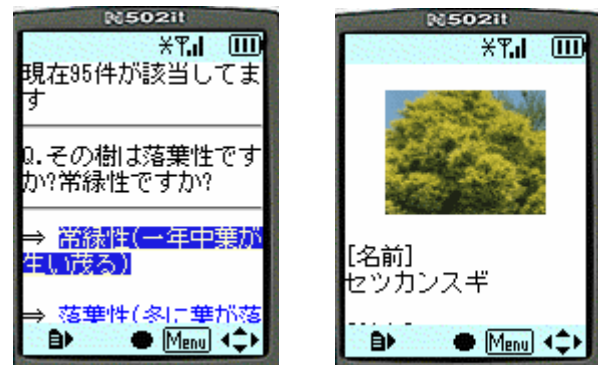 N502it
現在95件が該当してま
す
Q.その樹は落葉性です
か?常緑性ですか?
⇒ 常緑性(一年中葉が
生い茂る)
⇒ 落葉性(冬に葉が落
Menu
N502it
[名前]
セツカンスギ
Menu